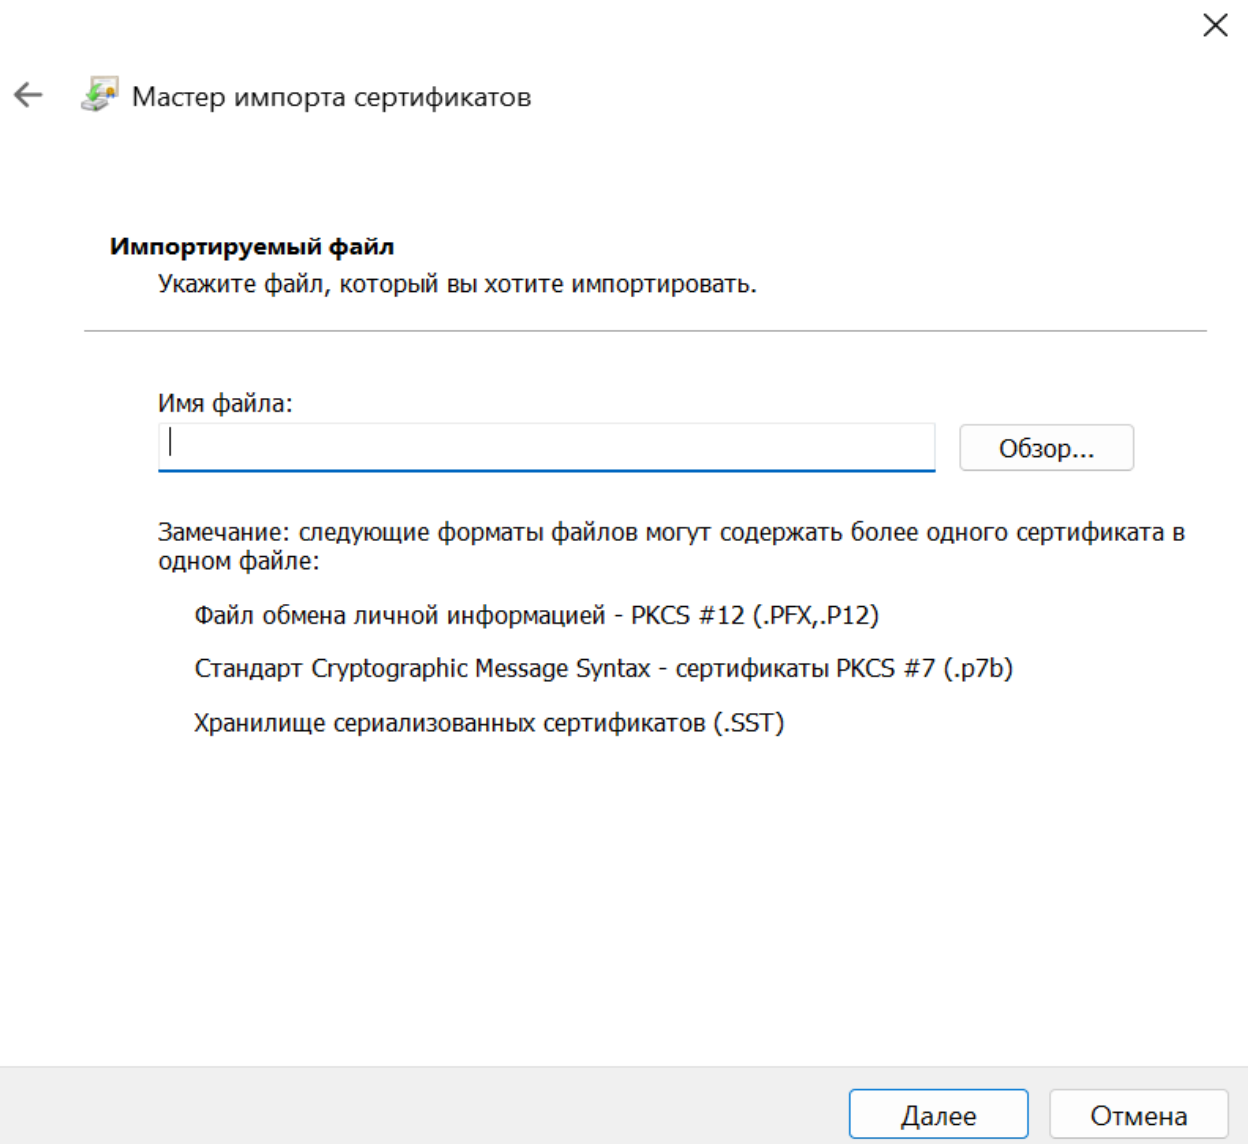 Мастер импорта сертификатов
Импортируемый файл
Укажите файл, который вы хотите импортировать.
Имя файла:
Обзор...
Замечание: следующие форматы файлов могут содержать более одного сертификата в
одном файле:
Файл обмена личной информацией - PKCS #12 (.PFX,.P12)
Стандарт Cryptographic Message Syntax - сертификаты PKCS #7 (.p7b)
Хранилище сериализованных сертификатов (.SST)
Далее
Отмена